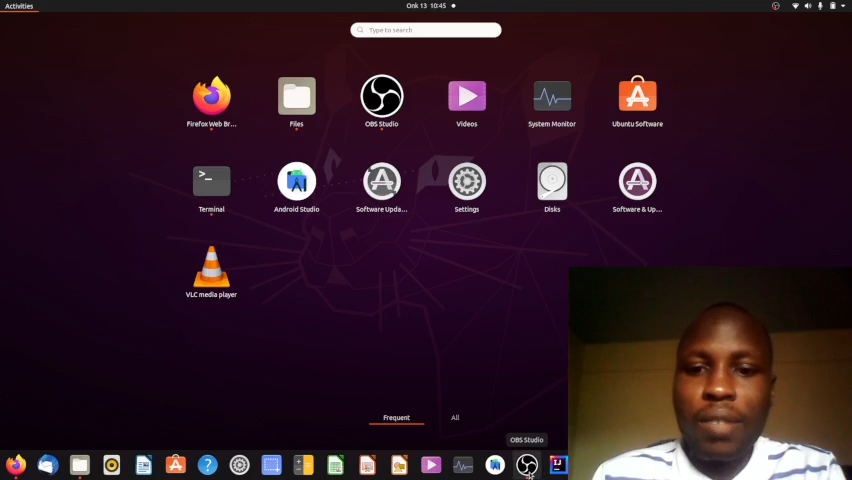 Activities
Onk 13 10:45
Type to search
Firefox Web Br...
Files
OBS Studio
Videos
System Monitor
Ubuntu Software
Terminal
Android Studio
Software Upda...
Settings
Disks
Software & Up...
VLC media player
Frequent
All
OBS Studio